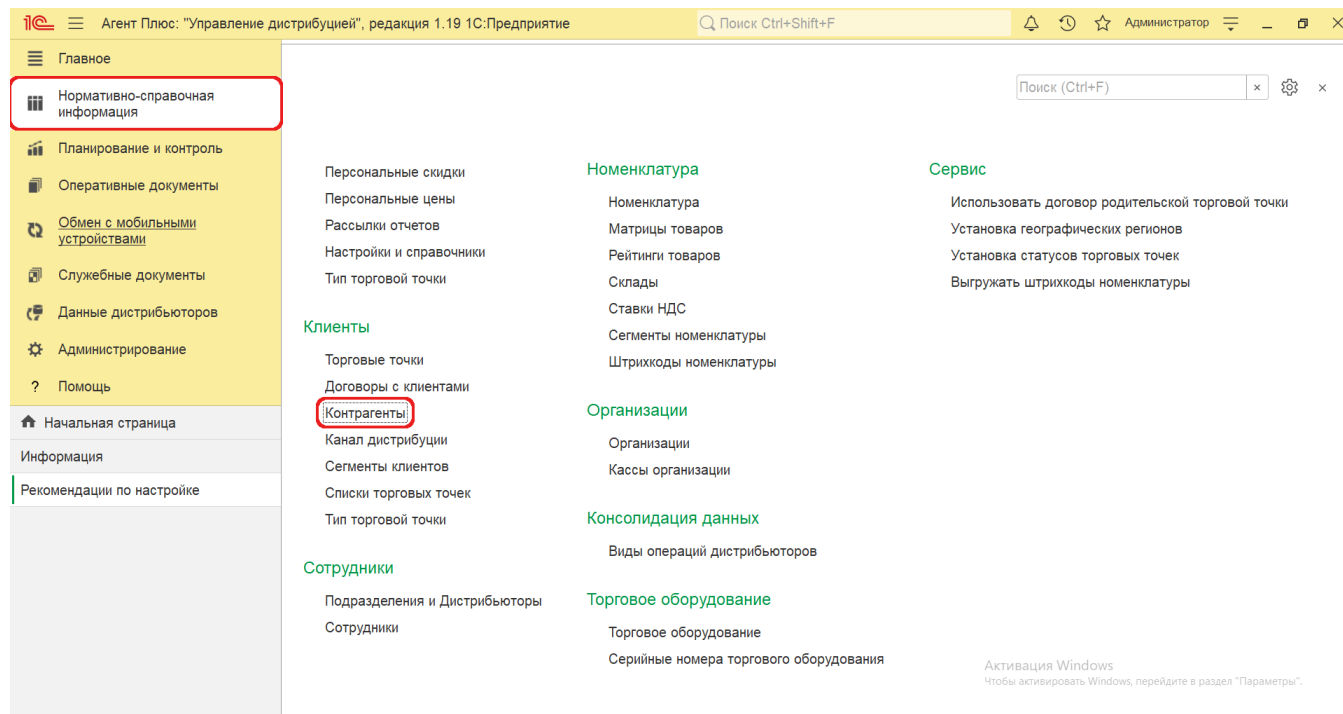 1С Агент Плюс: "Управление дистрибуцией", редакция 1.19 1С:Предприятие
Поиск Ctrl+Shift+F
Администратор
Главное
Нормативно-справочная
информация
Планирование и контроль
Оперативные документы
Обмен с мобильными
устройствами
Служебные документы
Данные дистрибьюторов
Администрирование
? Помощь
Начальная страница
Информация
Рекомендации по настройке
Поиск (Ctrl+F)
Персональные скидки
Персональные цены
Рассылки отчетов
Настройки и справочники
Тип торговой точки
Клиенты
Торговые точки
Договоры с клиентами
Контрагенты
Канал дистрибуции
Сегменты клиентов
Списки торговых точек
Тип торговой точки
Сотрудники
Подразделения и Дистрибьюторы
Сотрудники
Номенклатура
Номенклатура
Матрицы товаров
Рейтинги товаров
Склады
Ставки НДС
Сегменты номенклатуры
Штрихкоды номенклатуры
Организации
Организации
Кассы организации
Консолидация данных
Виды операций дистрибьюторов
Торговое оборудование
Торговое оборудование
Серийные номера торгового оборудования
Сервис
Использовать договор родительской торговой точки
Установка географических регионов
Установка статусов торговых точек
Выгружать штрихкоды номенклатуры
Активация Windows
Чтобы активировать Windows, перейдите в раздел "Параметры".